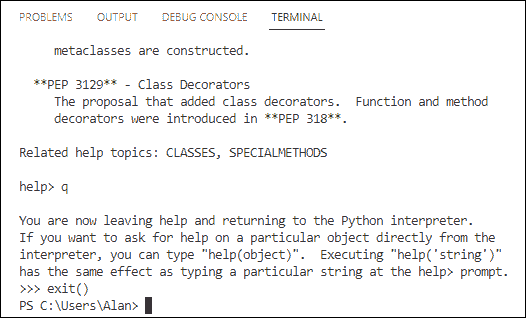 PROBLEMS OUTPUT DEBUG CONSOLE TERMINAL
metaclasses are constructed.
**PEP 3129** - Class Decorators
The proposal that added class decorators.  Function and method
decorators were introduced in **PEP 318**.
Related help topics: CLASSES, SPECIALMETHODS
help> q
You are now leaving help and returning to the Python interpreter.
If you want to ask for help on a particular object directly from the
interpreter, you can type "help(object)".  Executing "help('string')"
has the same effect as typing a particular string at the help> prompt.
>>> exit()
PS C:\Users\Alan>